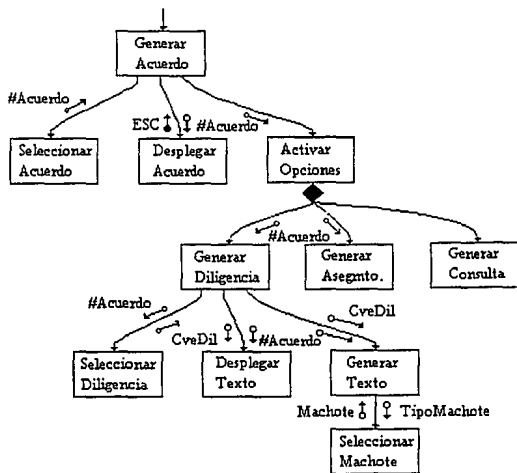 Generar
Acuerdo
#Acuerdo
ESC
#Acuerdo
Seleccionar
Acuerdo
Desplegar
Acuerdo
Activar
Opciones
#Acuerdo
Generar
Diligencia
Generar
Asegmto.
Generar
Consulta
#Acuerdo
CveDil
CveDil
#Acuerdo
Seleccionar
Diligencia
Desplegar
Texto
Generar
Texto
Machote
TipoMachote
Seleccionar
Machote